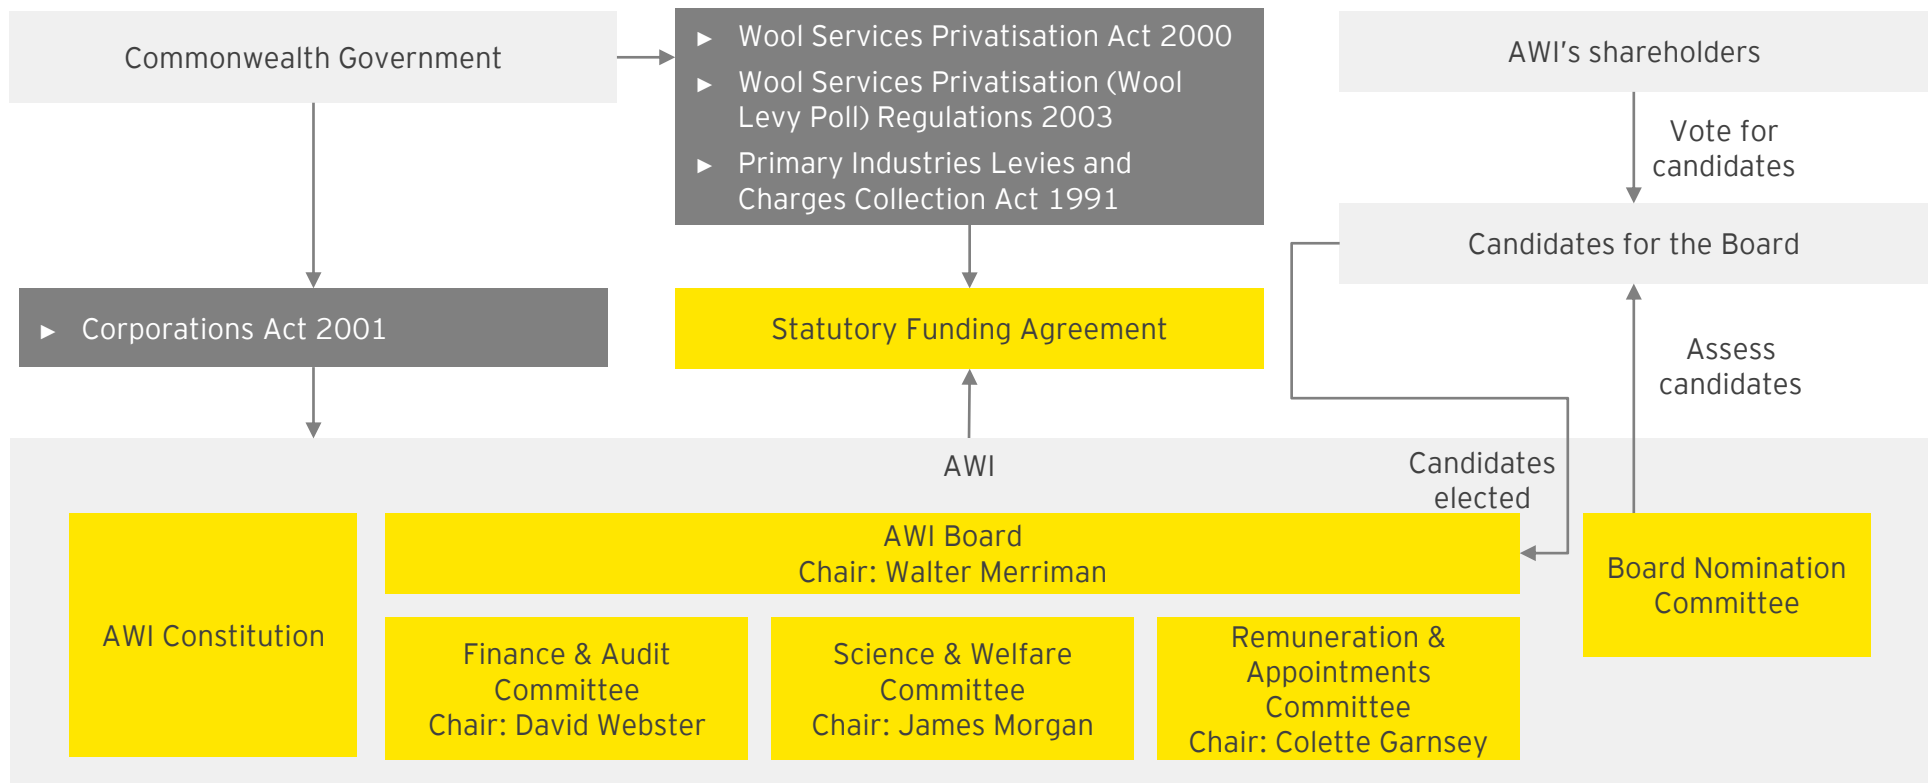 Commonwealth Government
► Wool Services Privatisation Act 2000
► Wool Services Privatisation (Wool
Levy Poll) Regulations 2003
► Primary Industries Levies and
Charges Collection Act 1991
AWI's shareholders
Vote for
candidates
Candidates for the Board
► Corporations Act 2001
Statutory Funding Agreement
Assess
candidates
AWI
Candidates
elected
AWI Constitution
AWI Board
Chair: Walter Merriman
Board Nomination
Committee
Finance & Audit
Committee
Chair: David Webster
Science & Welfare
Committee
Chair: James Morgan
Remuneration &
Appointments
Committee
Chair: Colette Garnsey